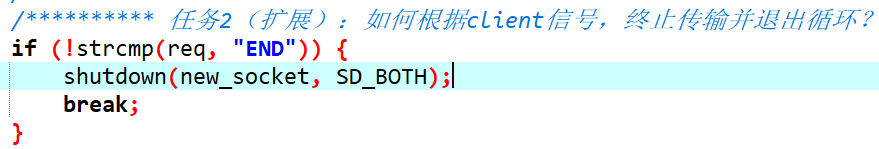 /********** 任务2（扩展）：如何根据client信号，终止传输并退出循环？
if (!strcmp(req, "END")) {
    shutdown(new_socket, SD_BOTH);
    break;
}